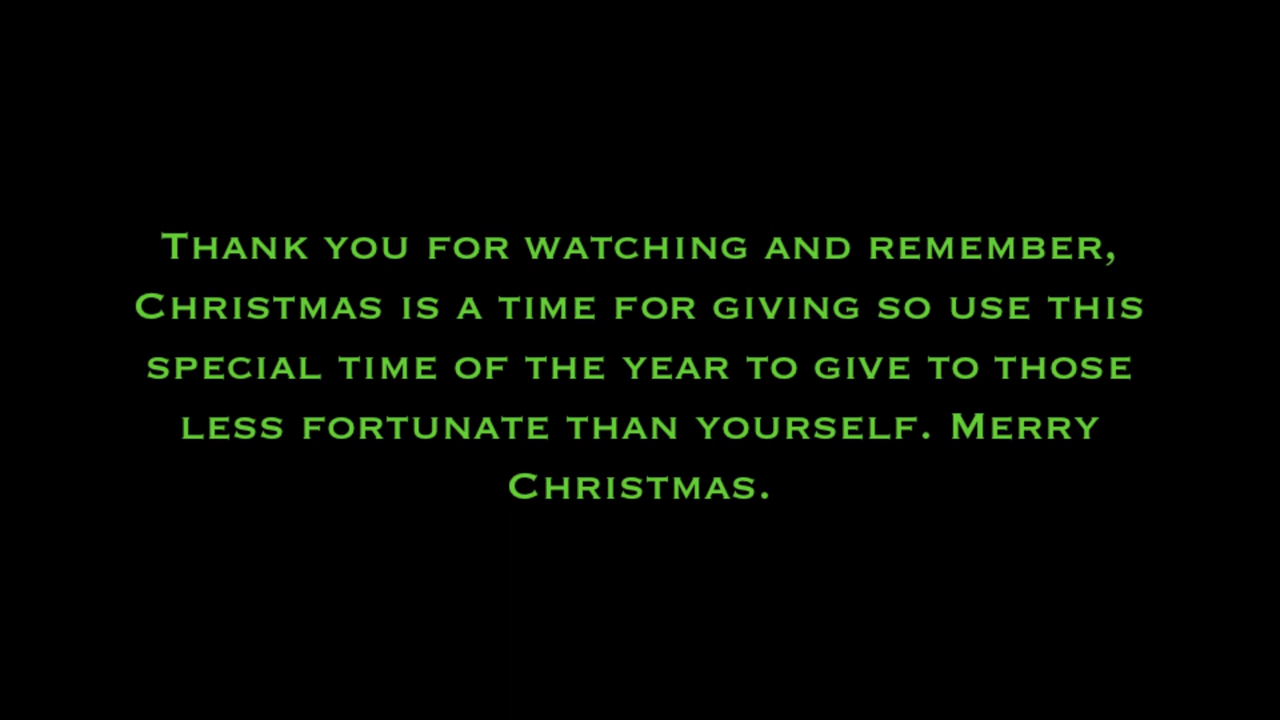 Thank you for watching and remember,
Christmas is a time for giving so use this
special time of the year to give to those
less fortunate than yourself. Merry
Christmas.